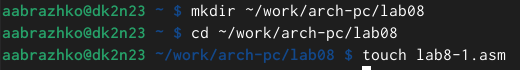 aabrazhko@dk2n23 ~ $ mkdir ~/work/arch-pc/lab08
aabrazhko@dk2n23 ~ $ cd ~/work/arch-pc/lab08
aabrazhko@dk2n23 ~/work/arch-pc/lab08 $ touch lab8-1.asm